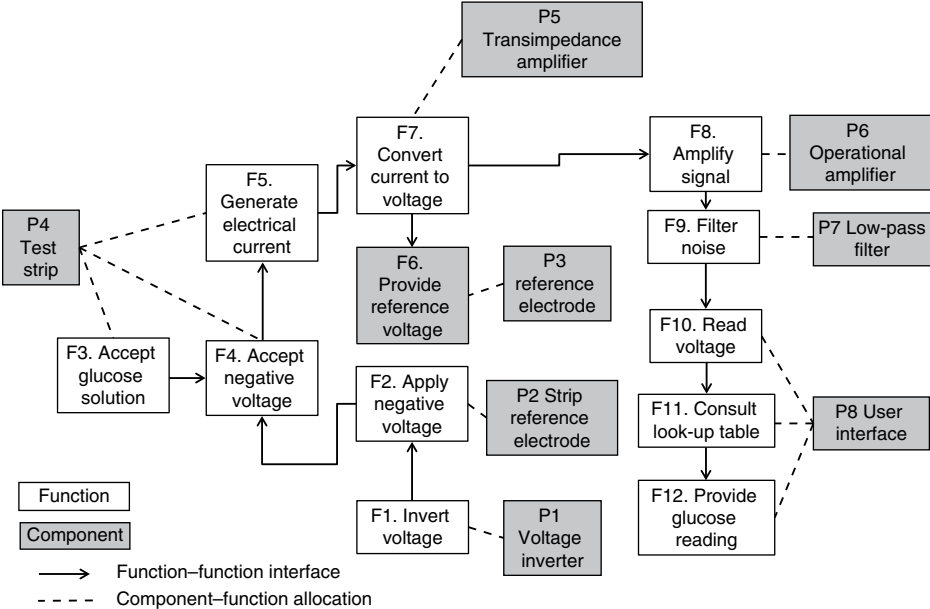 P5
Transimpedance
amplifier
F7.
Convert
current to
voltage
F8.
Amplify
signal
P6
Operational
amplifier
F5.
Generate
electrical
current
P4
Test
strip
F9. Filter
noise
P7 Low-pass
filter
F6.
Provide
reference
voltage
P3
reference
electrode
F10. Read
voltage
F3. Accept
glucose
solution
F4. Accept
negative
voltage
F2. Apply
negative
voltage
P2 Strip
reference
electrode
F11. Consult
look-up table
P8 User
interface
F12. Provide
glucose
reading
F1. Invert
voltage
P1
Voltage
inverter
Function
Component
Function–function interface
Component–function allocation